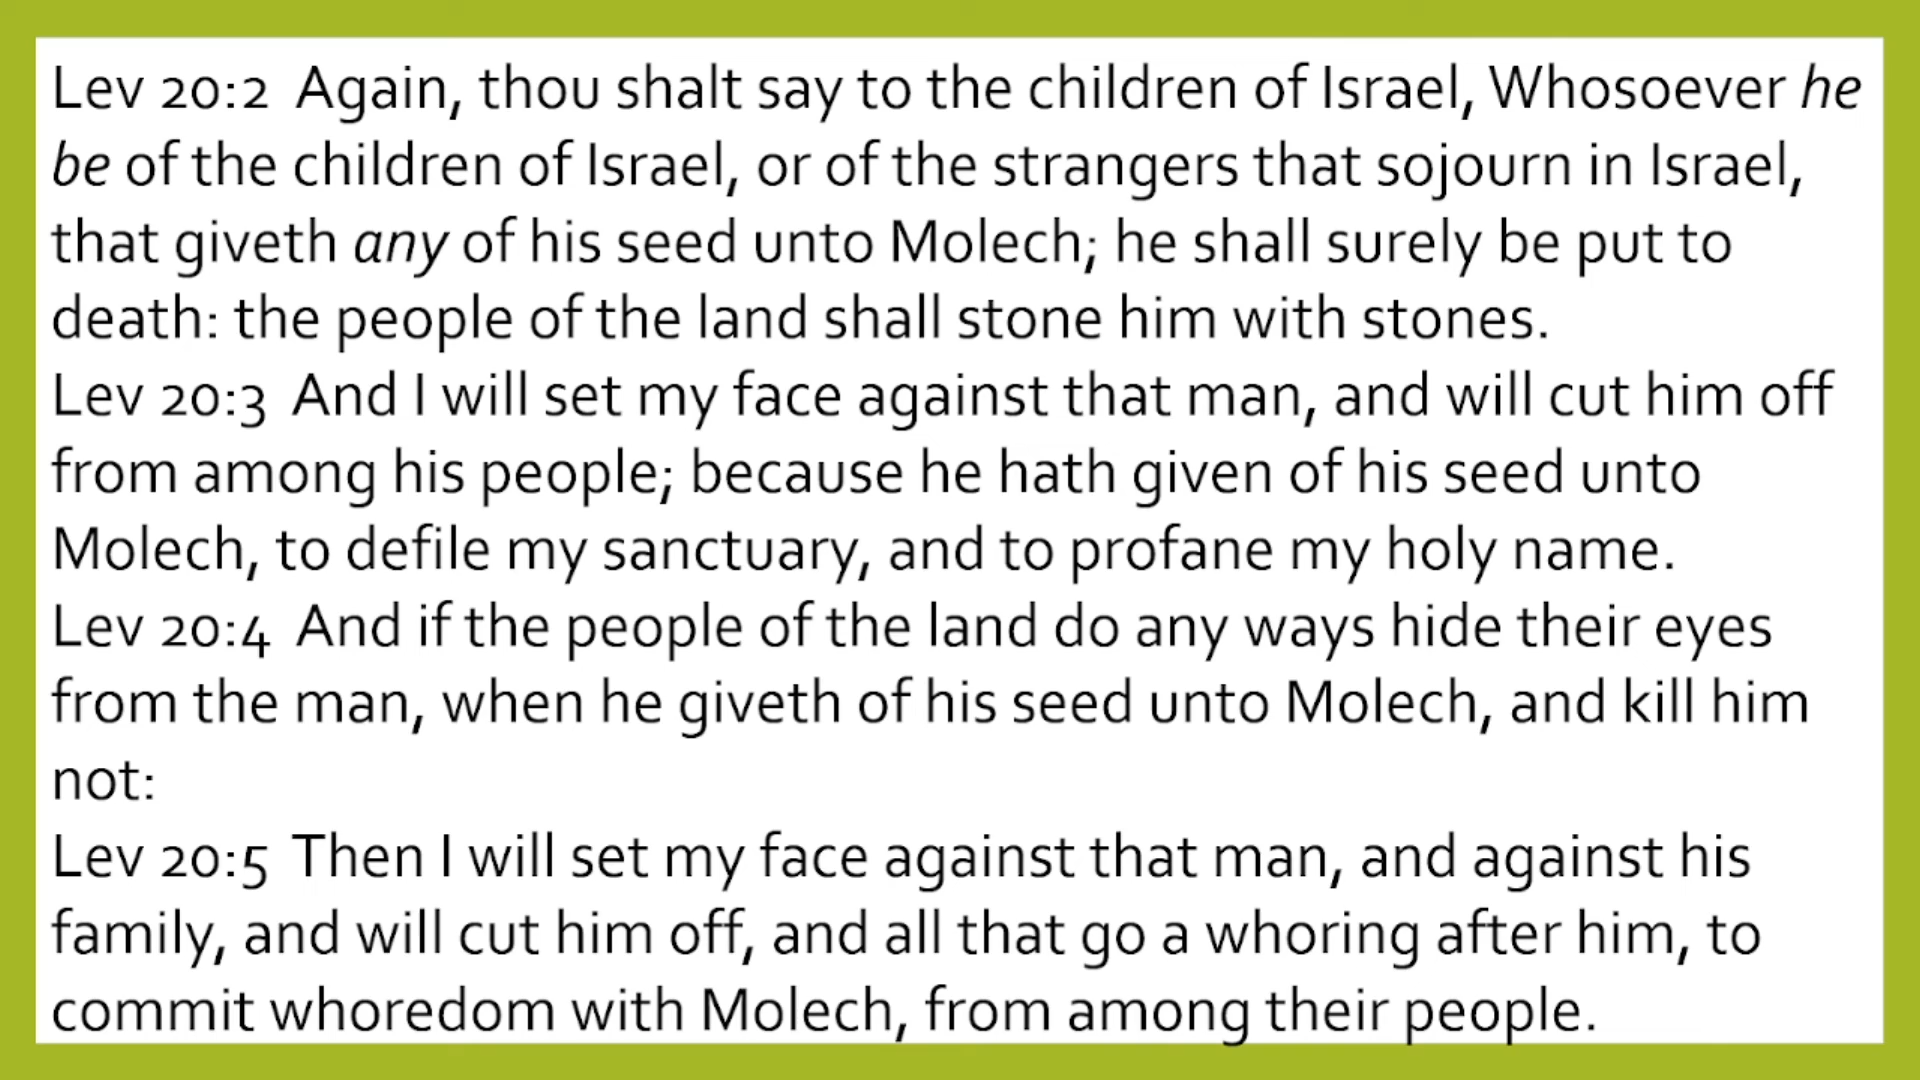 Lev 20:2  Again, thou shalt say to the children of Israel, Whosoever he
be of the children of Israel, or of the strangers that sojourn in Israel,
that giveth any of his seed unto Molech; he shall surely be put to
death: the people of the land shall stone him with stones.
Lev 20:3  And I will set my face against that man, and will cut him off
from among his people; because he hath given of his seed unto
Molech, to defile my sanctuary, and to profane my holy name.
Lev 20:4  And if the people of the land do any ways hide their eyes
from the man, when he giveth of his seed unto Molech, and kill him
not:
Lev 20:5  Then I will set my face against that man, and against his
family, and will cut him off, and all that go a whoring after him, to
commit whoredom with Molech, from among their people.